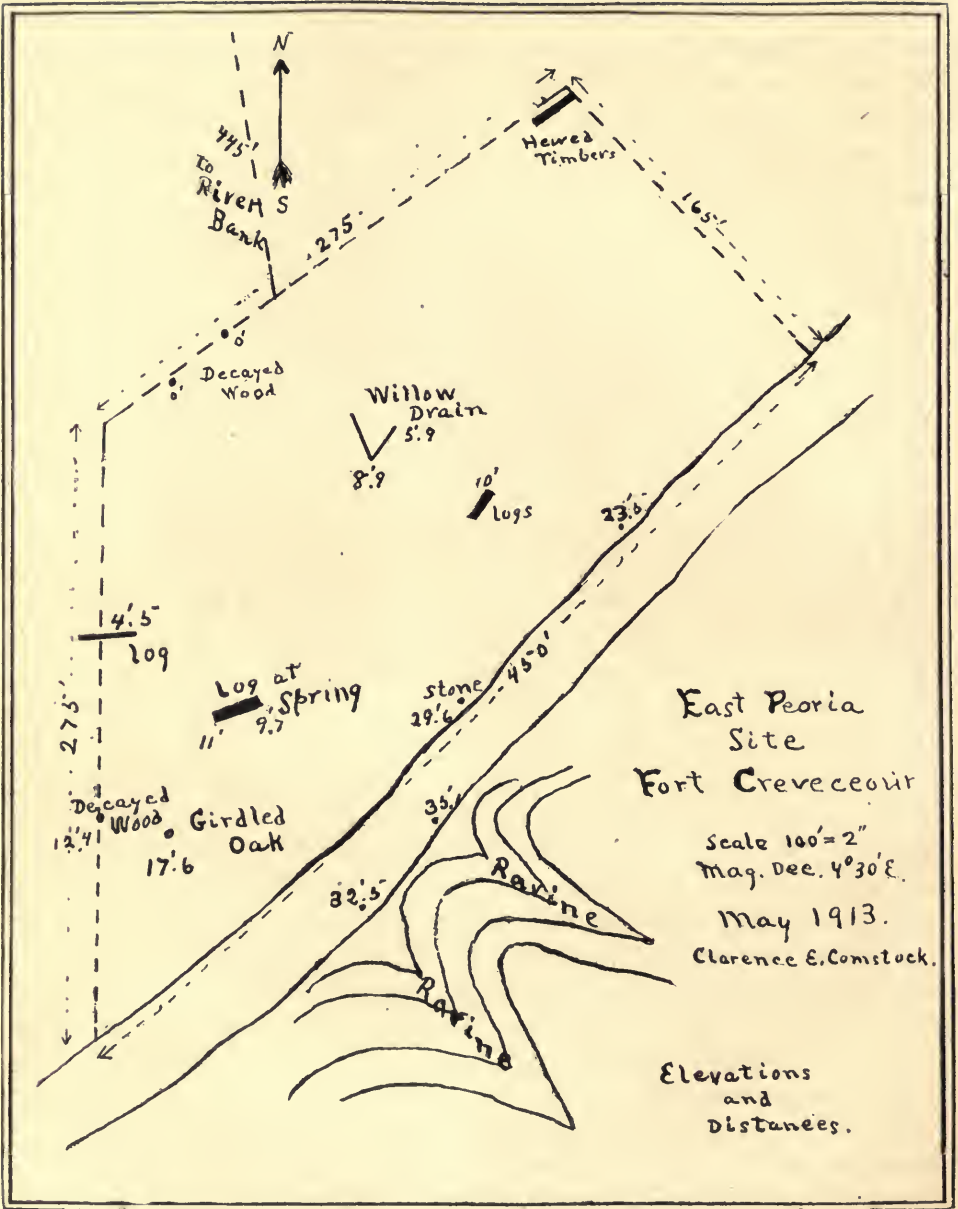 N
445'
To
River
Bank
S
275'
Hewed
Timbers
165'
0'
0'
Decayed
Wood
Willow
Drain
5'.9
8'.9
10'
Logs
23'.6
4'.5
Log
275'
Log at
Spring
9'.7
11'
Stone
29'.6
450'
Decayed
Wood
12'.4
Girdled
Oak
17'.6
35'.1
32'.5
Ravine
Ravine
East Peoria
Site
Fort Creveceour
Scale 100'= 2"
Mag. Dec. 4°30'E.
May 1913.
Clarence E. Comstock.
Elevations
and
Distances.